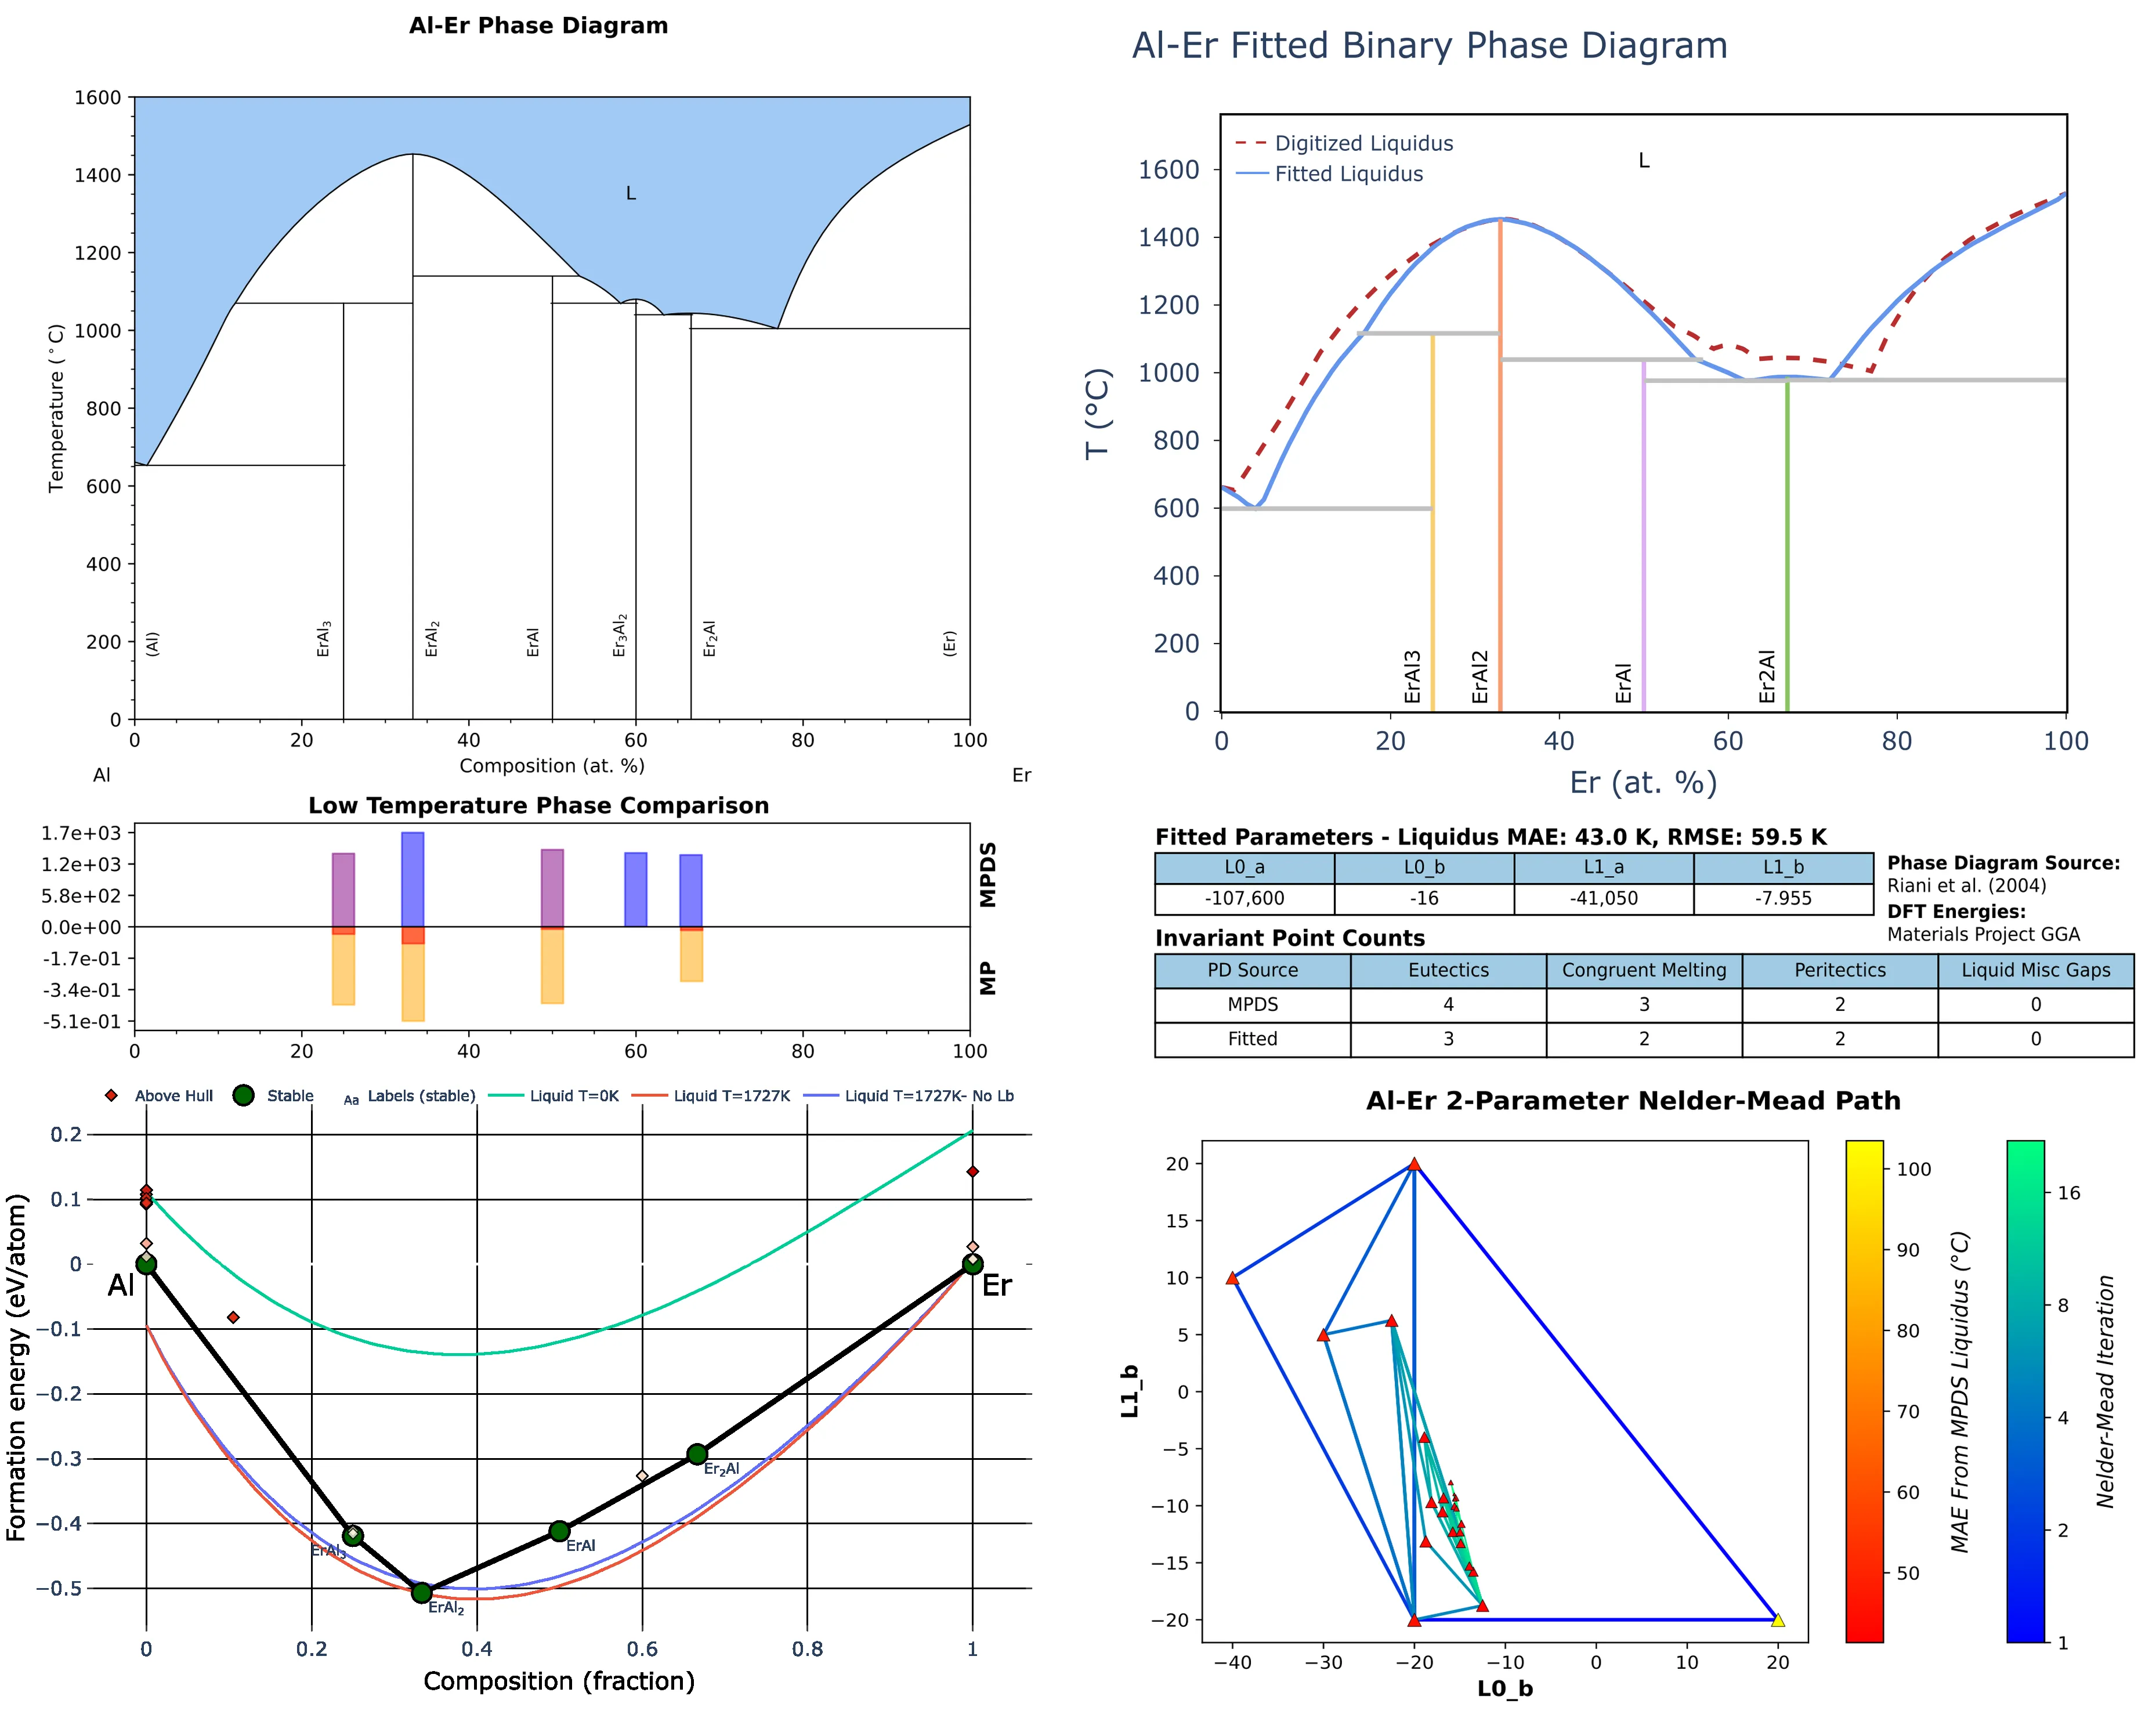 Al-Er Phase Diagram
1600
1400
1200
1000
800
600
400
200
0
Temperature (°C)
L
(Al)
ErAl₃
ErAl₂
ErAl
Er₃Al₂
Er₂Al
(Er)
0 20 40 60 80 100
Composition (at. %)
Al Er
Al-Er Fitted Binary Phase Diagram
Digitized Liquidus
Fitted Liquidus
L
1600
1400
1200
1000
800
600
400
200
0
T (°C)
ErAl3
ErAl2
ErAl
Er2Al
0 20 40 60 80 100
Er (at. %)
Low Temperature Phase Comparison
1.7e+03
1.2e+03
5.8e+02
0.0e+00
-1.7e-01
-3.4e-01
-5.1e-01
MPDS
MP
0 20 40 60 80 100
Fitted Parameters - Liquidus MAE: 43.0 K, RMSE: 59.5 K
L0_a L0_b L1_a L1_b
-107,600 -16 -41,050 -7.955
Phase Diagram Source:
Riani et al. (2004)
DFT Energies:
Materials Project GGA
Invariant Point Counts
PD Source Eutectics Congruent Melting Peritectics Liquid Misc Gaps
MPDS 4 3 2 0
Fitted 3 2 2 0
Above Hull Stable Aa Labels (stable) Liquid T=0K Liquid T=1727K Liquid T=1727K- No Lb
0.2
0.1
0
−0.1
−0.2
−0.3
−0.4
−0.5
Formation energy (eV/atom)
Al
Er
ErAl₃
ErAl₂
ErAl
Er₂Al
0 0.2 0.4 0.6 0.8 1
Composition (fraction)
Al-Er 2-Parameter Nelder-Mead Path
20
15
10
5
0
−5
−10
−15
−20
L1_b
−40 −30 −20 −10 0 10 20
L0_b
100
90
80
70
60
50
MAE From MPDS Liquidus (°C)
16
8
4
2
1
Nelder-Mead Iteration